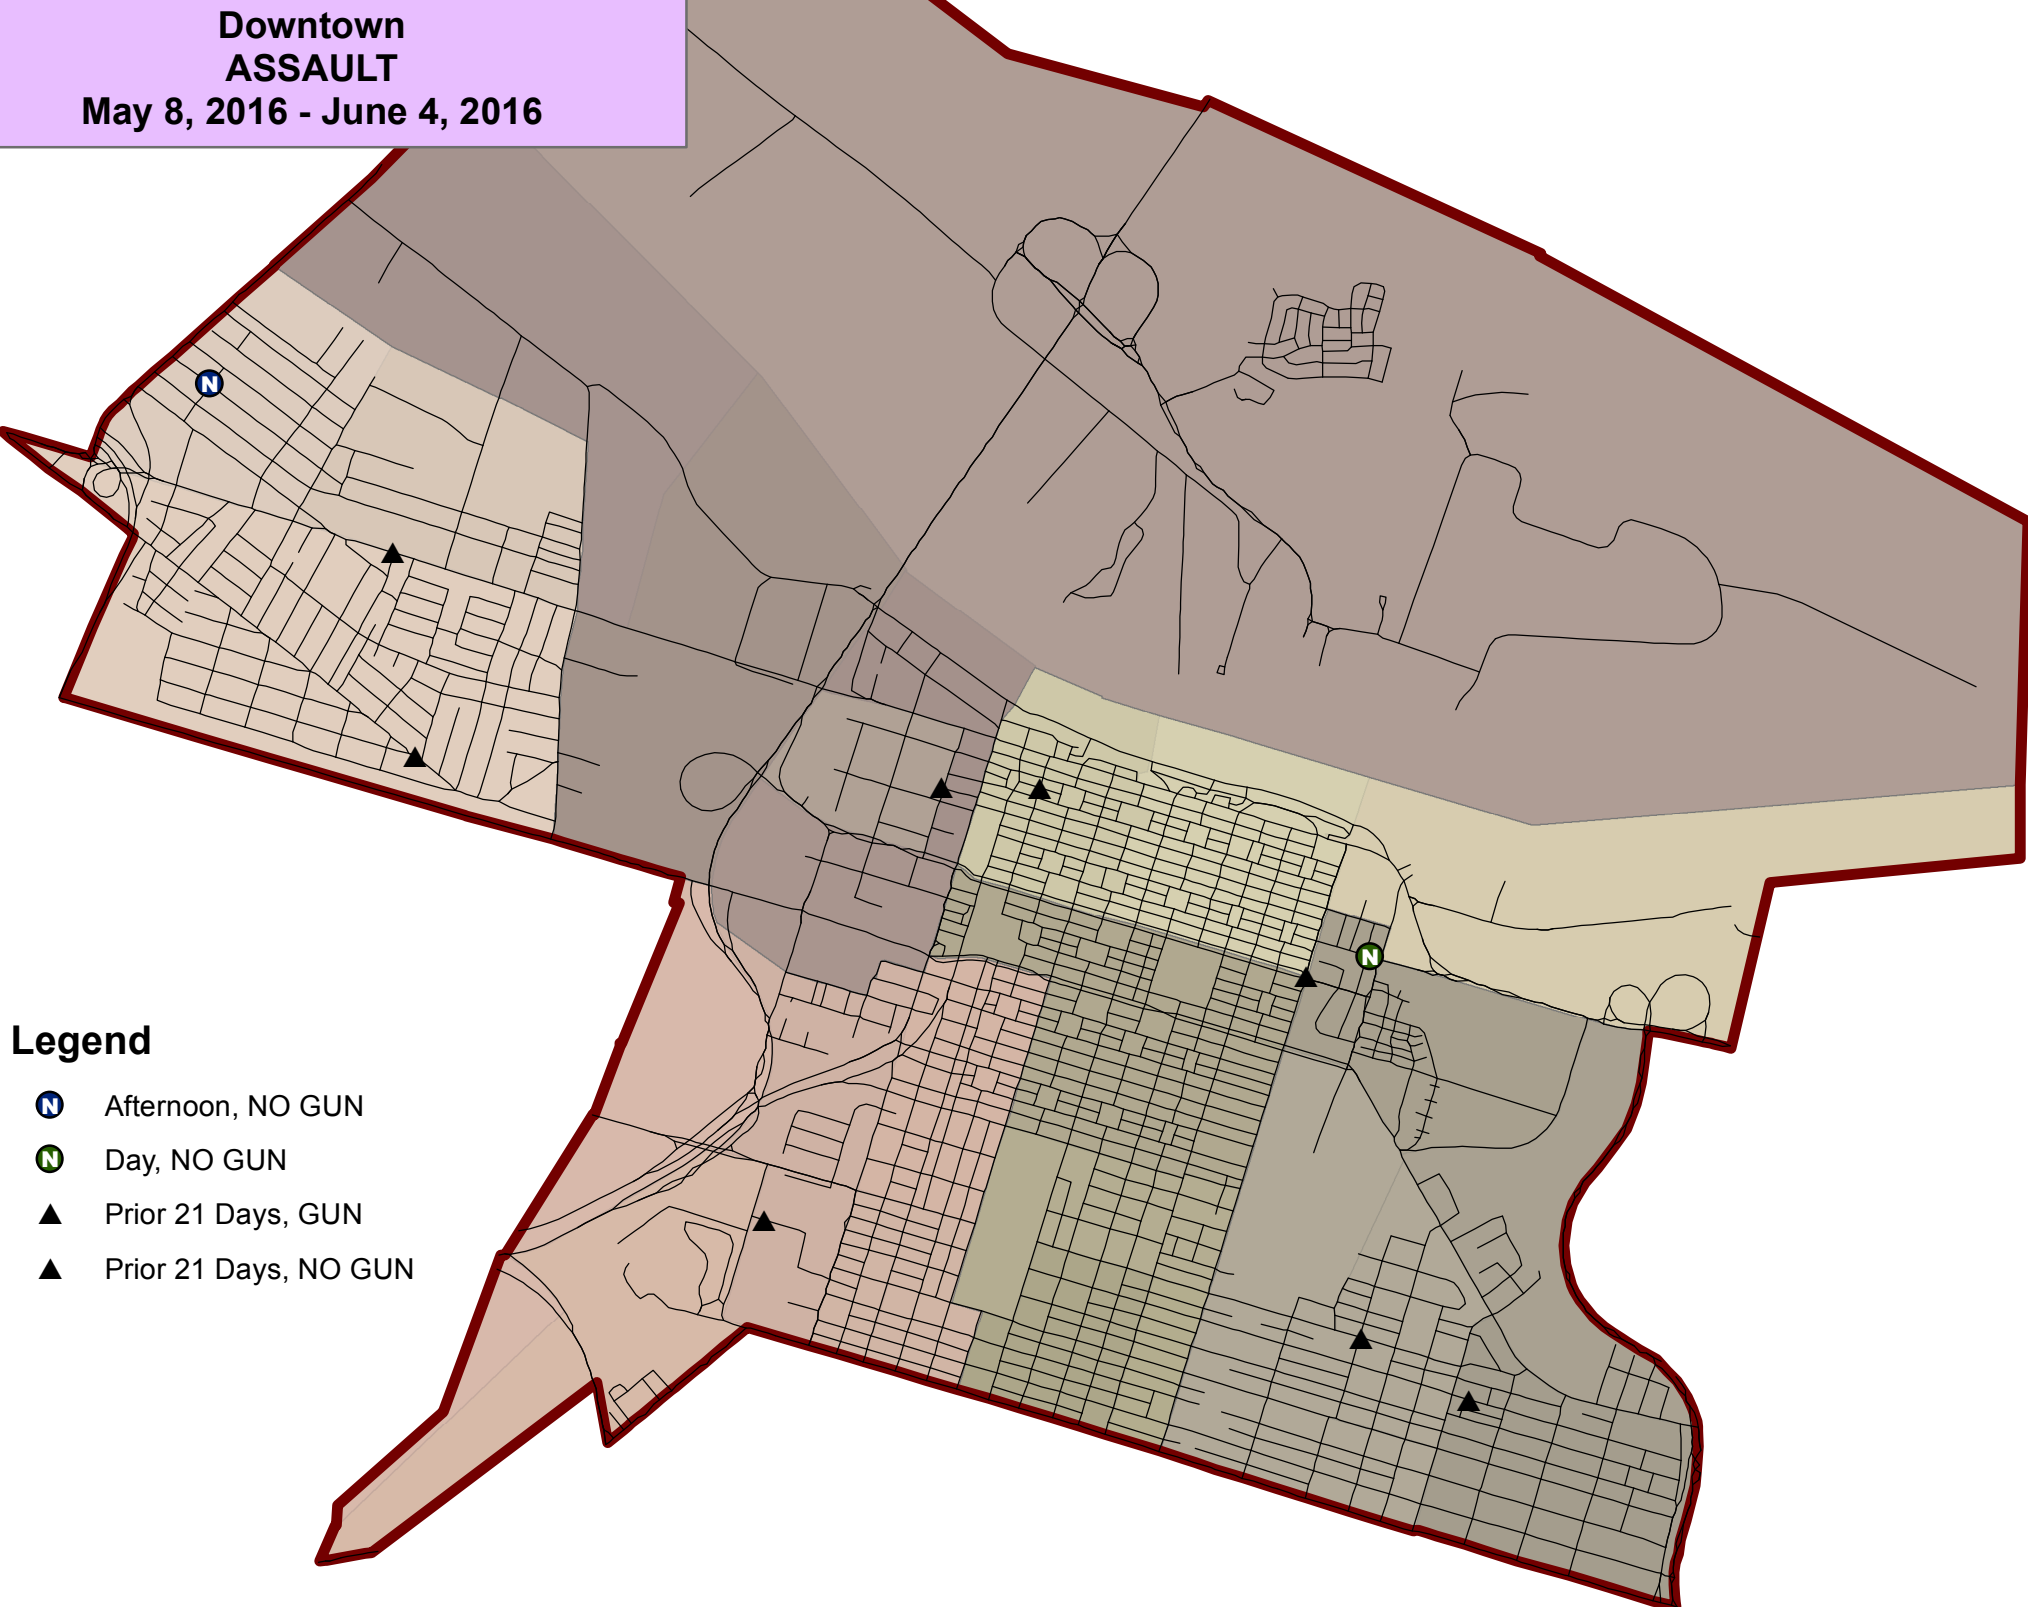 Downtown
ASSAULT
May 8, 2016 - June 4, 2016
N
N
N
Legend
N Afternoon, NO GUN
N Day, NO GUN
Prior 21 Days, GUN
Prior 21 Days, NO GUN